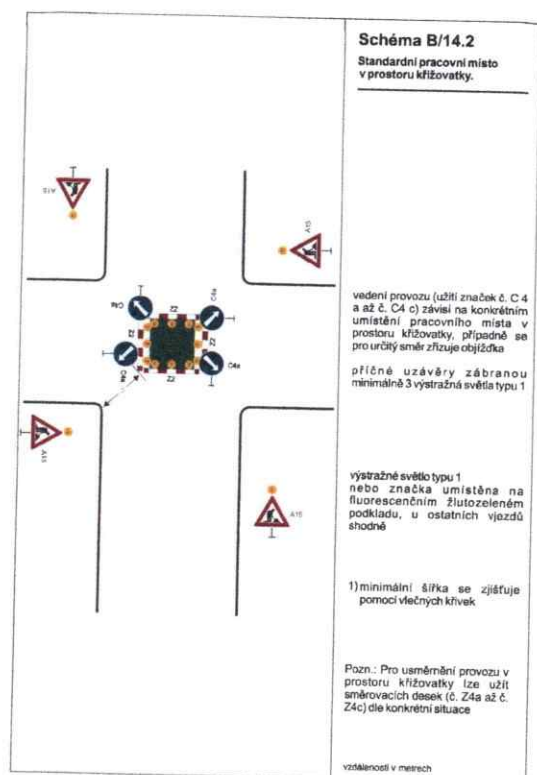 Schéma B/14.2
Standardní pracovní místo
v prostoru křižovatky.
A15
A15
C4a
Z2
C4a
Z2
Z2
C4a
Z2
C4a
A15
A15
vedení provozu (užití značek č. C 4
a až č. C4 c) závisí na konkrétním
umístění pracovního místa v
prostoru křižovatky, případně se
pro určitý směr zřizuje objížďka
příčné uzávěry zábranou
minimálně 3 výstražná světla typu 1
výstražné světlo typu 1
nebo značka umístěna na
fluorescenčním žlutozeleném
podkladu, u ostatních vjezdů
shodně
1) minimální šířka se zjišťuje
pomocí vlečných křivek
Pozn.: Pro usměrnění provozu v
prostoru křižovatky lze užít
směrovacích desek (č. Z4a až č.
Z4c) dle konkrétní situace
vzdálenosti v metrech